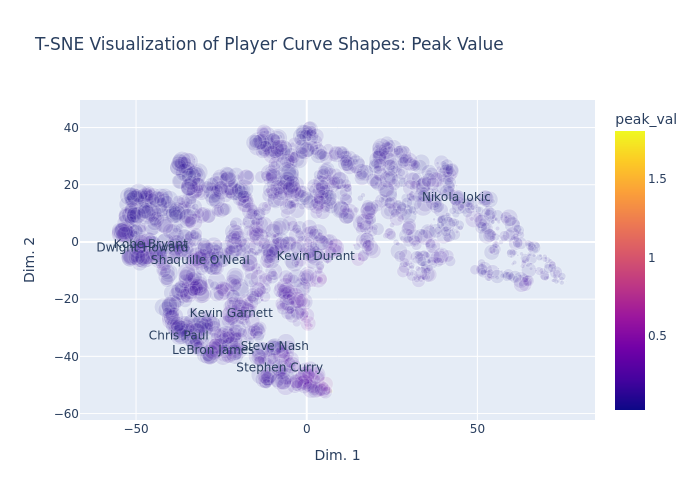 T-SNE Visualization of Player Curve Shapes: Peak Value
peak_val
40
20
0
−20
−40
−60
Dim. 2
−50
0
50
Dim. 1
1.5
1
0.5
Nikola Jokic
Kobe Bryant
Dwight Howard
Shaquille O'Neal
Kevin Durant
Kevin Garnett
Chris Paul
LeBron James
Steve Nash
Stephen Curry